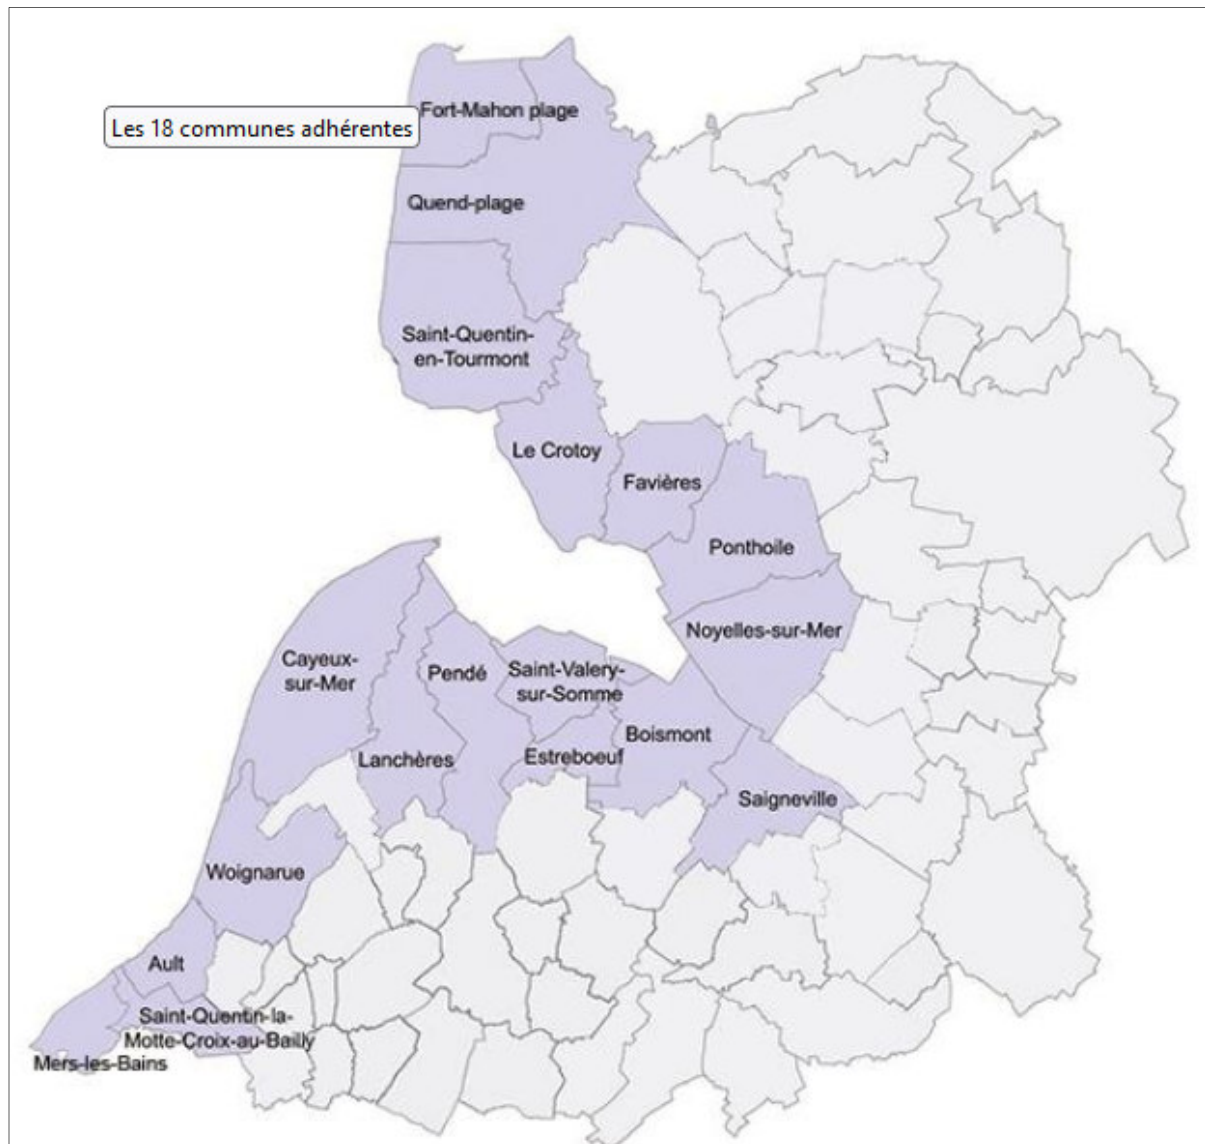 Fort-Mahon plage
Les 18 communes adhérentes
Quend-plage
Saint-Quentin-
en-Tourmont
Le Crotoy
Favières
Ponthoile
Noyelles-sur-Mer
Cayeux-
sur-Mer
Pendé
Saint-Valery-
sur-Somme
Boismont
Lanchères
Estreboeuf
Saigneville
Woignarue
Ault
Saint-Quentin-la-
Motte-Croix-au-Bailly
Mers-les-Bains